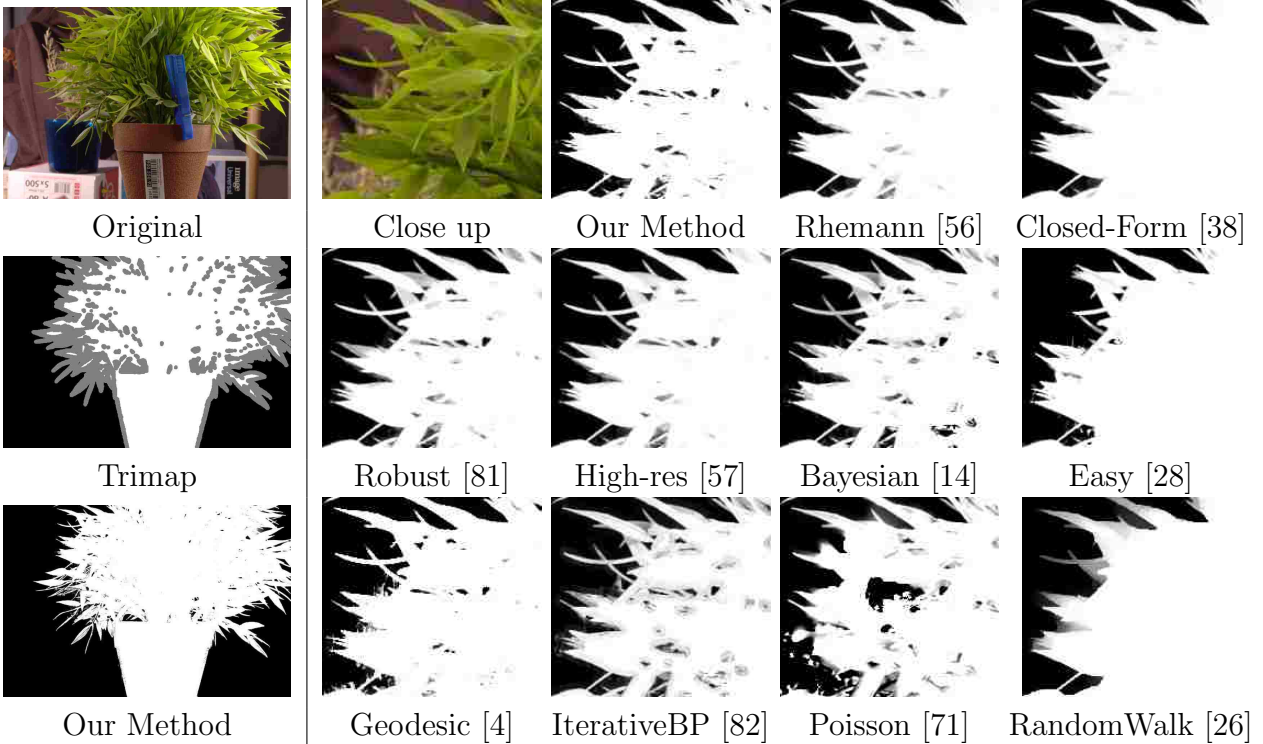 Original
Close up
Our Method
Rhemann [56]
Closed-Form [38]
Trimap
Robust [81]
High-res [57]
Bayesian [14]
Easy [28]
Our Method
Geodesic [4]
IterativeBP [82]
Poisson [71]
RandomWalk [26]